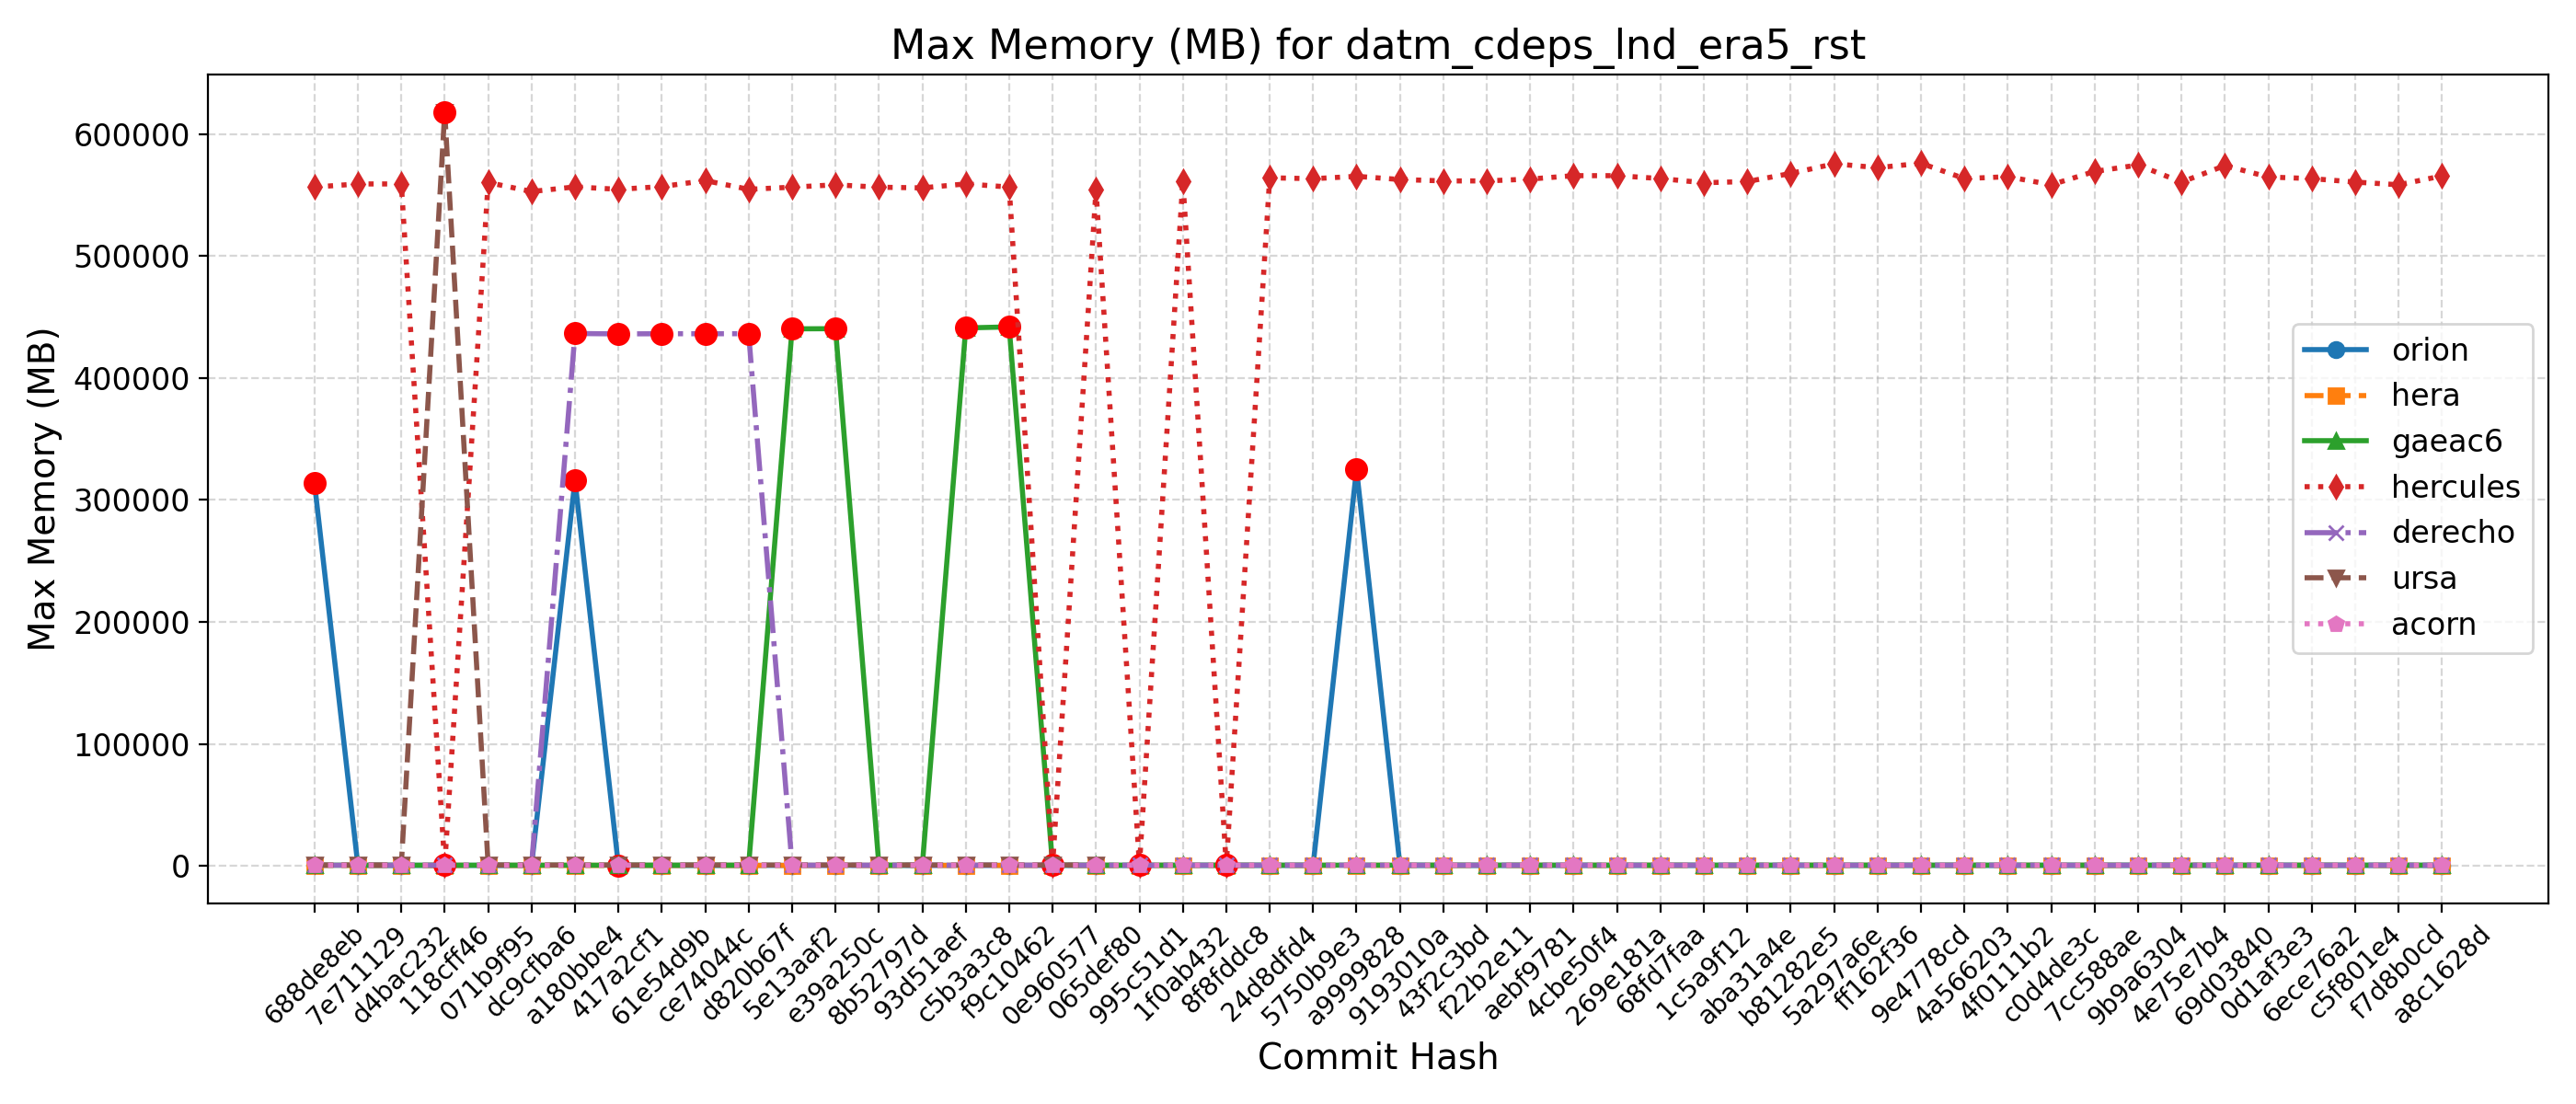 Max Memory (MB) for datm_cdeps_lnd_era5_rst
Max Memory (MB)
600000
500000
400000
300000
200000
100000
0
orion
hera
gaeac6
hercules
derecho
ursa
acorn
688de8eb
7e711129
d4bac232
118cff46
071b9f95
dc9cfba6
a180bbe4
417a2cf1
61e54d9b
ce74044c
d820b67f
5e13aaf2
e39a250c
8b52797d
93d51aef
c5b3a3c8
f9c10462
0e960577
065def80
995c51d1
1f0ab432
8f8fddc8
24d8dfd4
5750b9e3
a9999828
9193010a
43f2c3bd
f22b2e11
aebf9781
4cbe50f4
269e181a
68fd7faa
1c5a9f12
aba31a4e
b81282e5
5a297a6e
ff162f36
9e4778cd
4a566203
4f0111b2
c0d4de3c
7cc588ae
9b9a6304
4e75e7b4
69d03840
0d1af3e3
6ece76a2
c5f801e4
f7d8b0cd
a8c1628d
Commit Hash